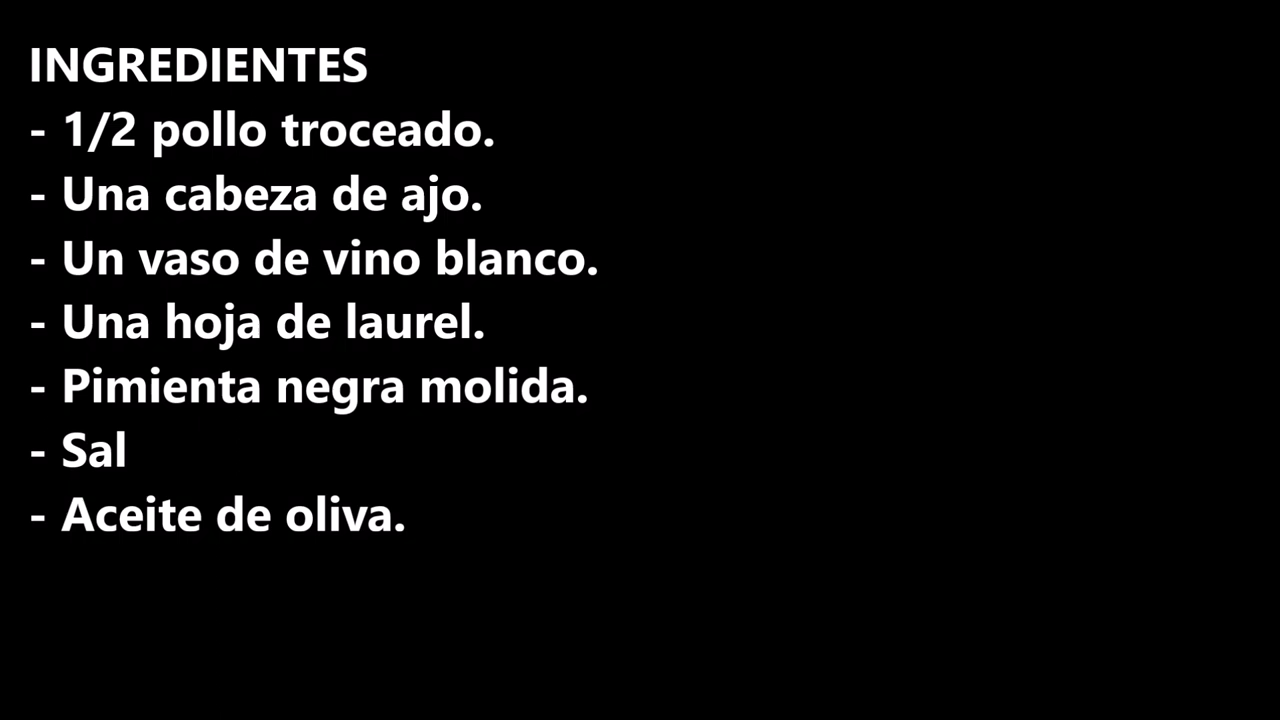 INGREDIENTES
- 1/2 pollo troceado.
- Una cabeza de ajo.
- Un vaso de vino blanco.
- Una hoja de laurel.
- Pimienta negra molida.
- Sal
- Aceite de oliva.